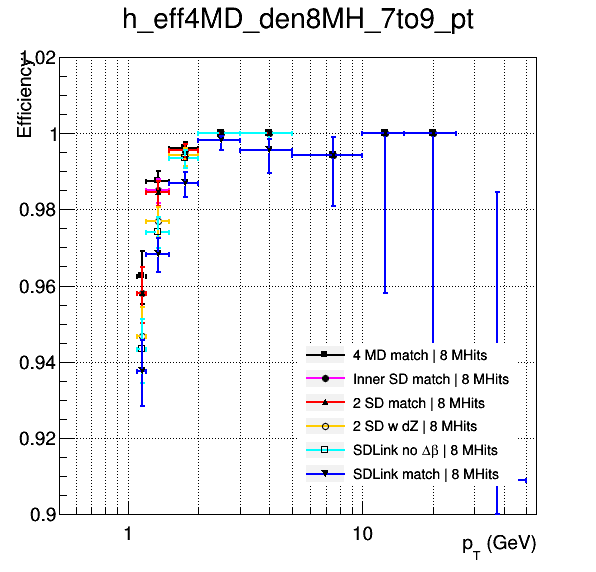 h_eff4MD_den8MH_7to9_pt
Efficiency
1.02
1
0.98
0.96
0.94
0.92
0.9
4 MD match | 8 MHits
Inner SD match | 8 MHits
2 SD match | 8 MHits
2 SD w dZ | 8 MHits
SDLink no Δβ | 8 MHits
SDLink match | 8 MHits
1
10
p_T (GeV)